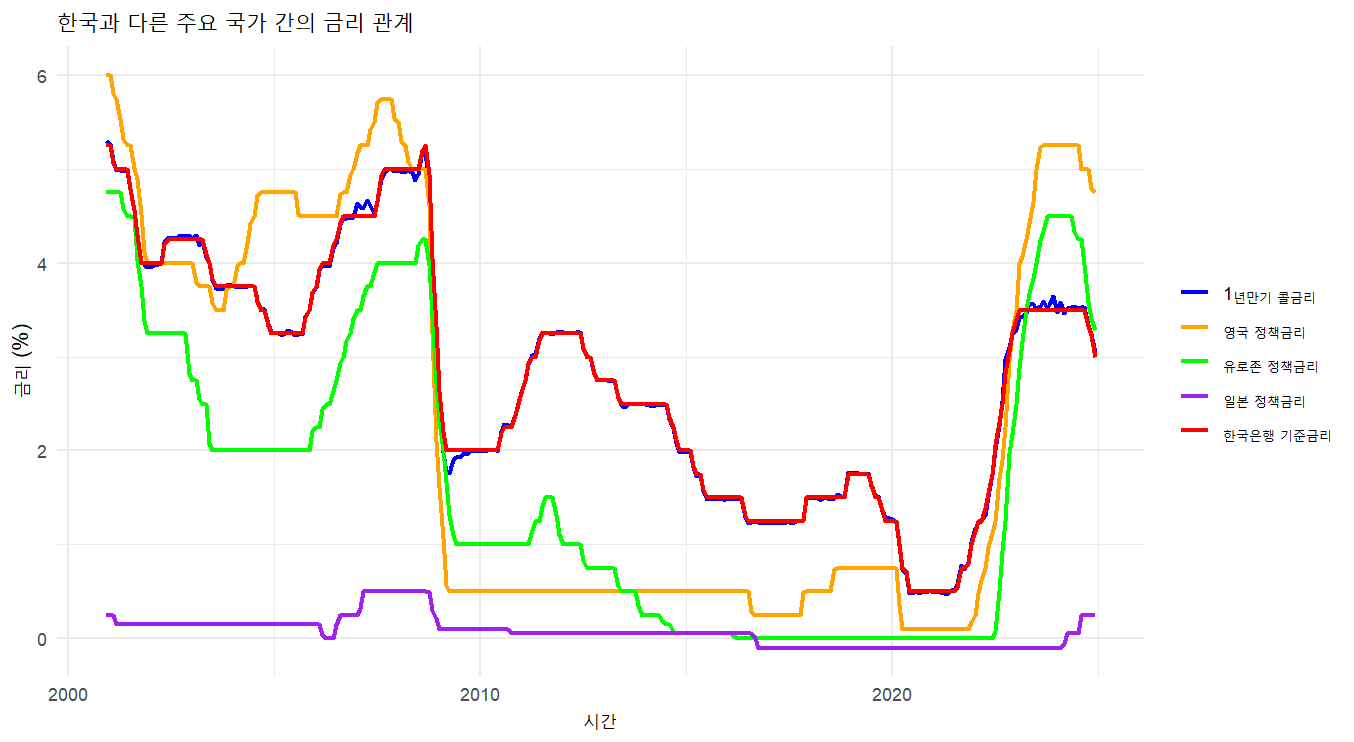 한국과 다른 주요 국가 간의 금리 관계
금리 (%)
6
4
2
0
2000
2010
2020
시간
1년만기 콜금리
영국 정책금리
유로존 정책금리
일본 정책금리
한국은행 기준금리